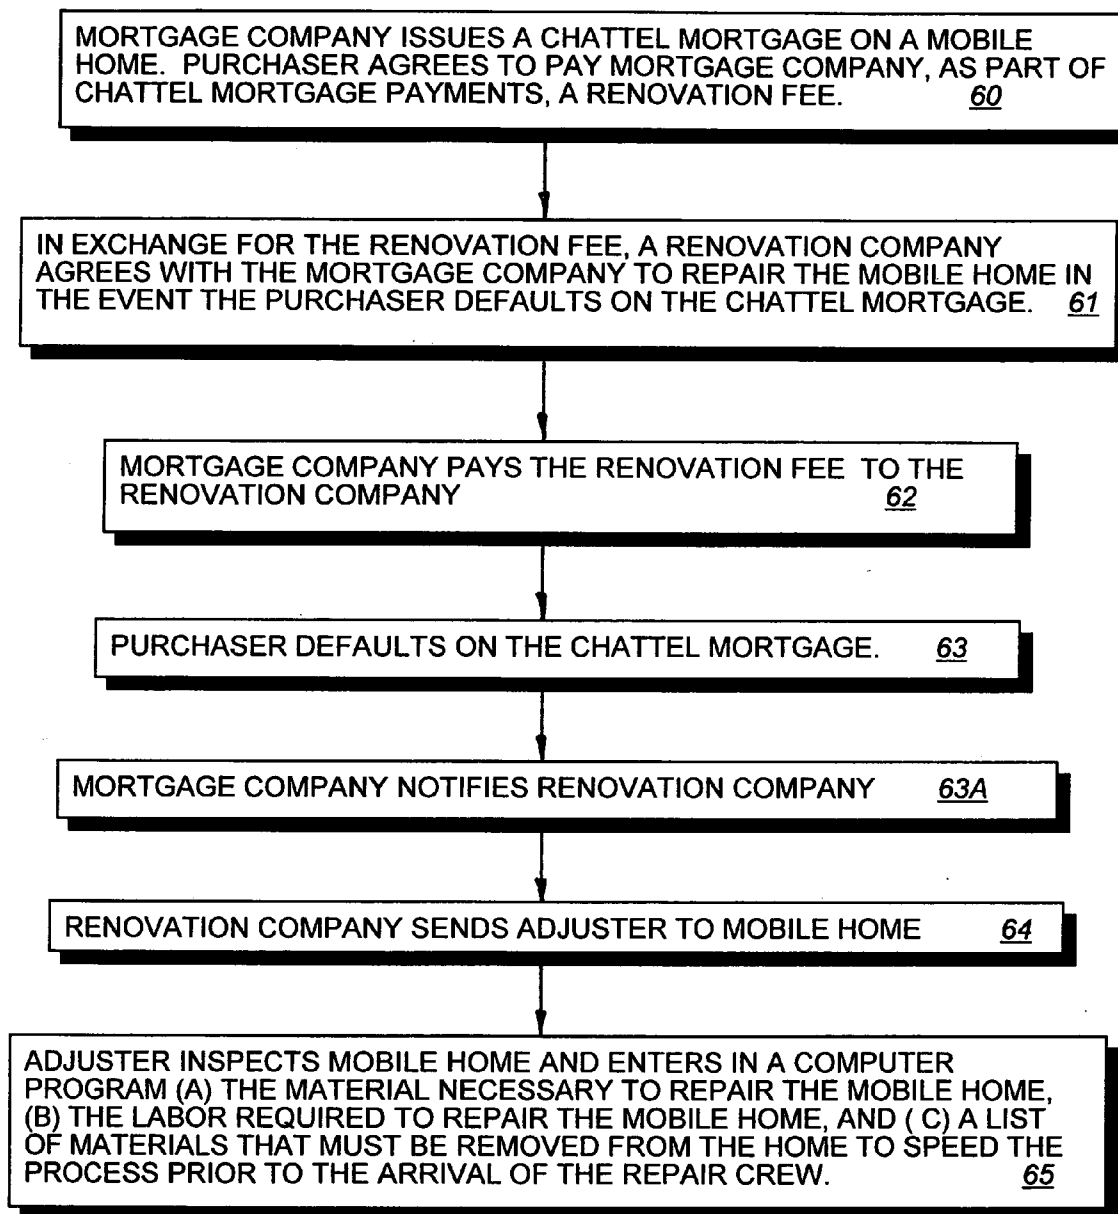 MORTGAGE COMPANY ISSUES A CHATTEL MORTGAGE ON A MOBILE
HOME. PURCHASER AGREES TO PAY MORTGAGE COMPANY, AS PART OF
CHATTEL MORTGAGE PAYMENTS, A RENOVATION FEE. 60
IN EXCHANGE FOR THE RENOVATION FEE, A RENOVATION COMPANY
AGREES WITH THE MORTGAGE COMPANY TO REPAIR THE MOBILE HOME IN
THE EVENT THE PURCHASER DEFAULTS ON THE CHATTEL MORTGAGE. 61
MORTGAGE COMPANY PAYS THE RENOVATION FEE TO THE
RENOVATION COMPANY 62
PURCHASER DEFAULTS ON THE CHATTEL MORTGAGE. 63
MORTGAGE COMPANY NOTIFIES RENOVATION COMPANY 63A
RENOVATION COMPANY SENDS ADJUSTER TO MOBILE HOME 64
ADJUSTER INSPECTS MOBILE HOME AND ENTERS IN A COMPUTER
PROGRAM (A) THE MATERIAL NECESSARY TO REPAIR THE MOBILE HOME,
(B) THE LABOR REQUIRED TO REPAIR THE MOBILE HOME, AND ( C) A LIST
OF MATERIALS THAT MUST BE REMOVED FROM THE HOME TO SPEED THE
PROCESS PRIOR TO THE ARRIVAL OF THE REPAIR CREW. 65